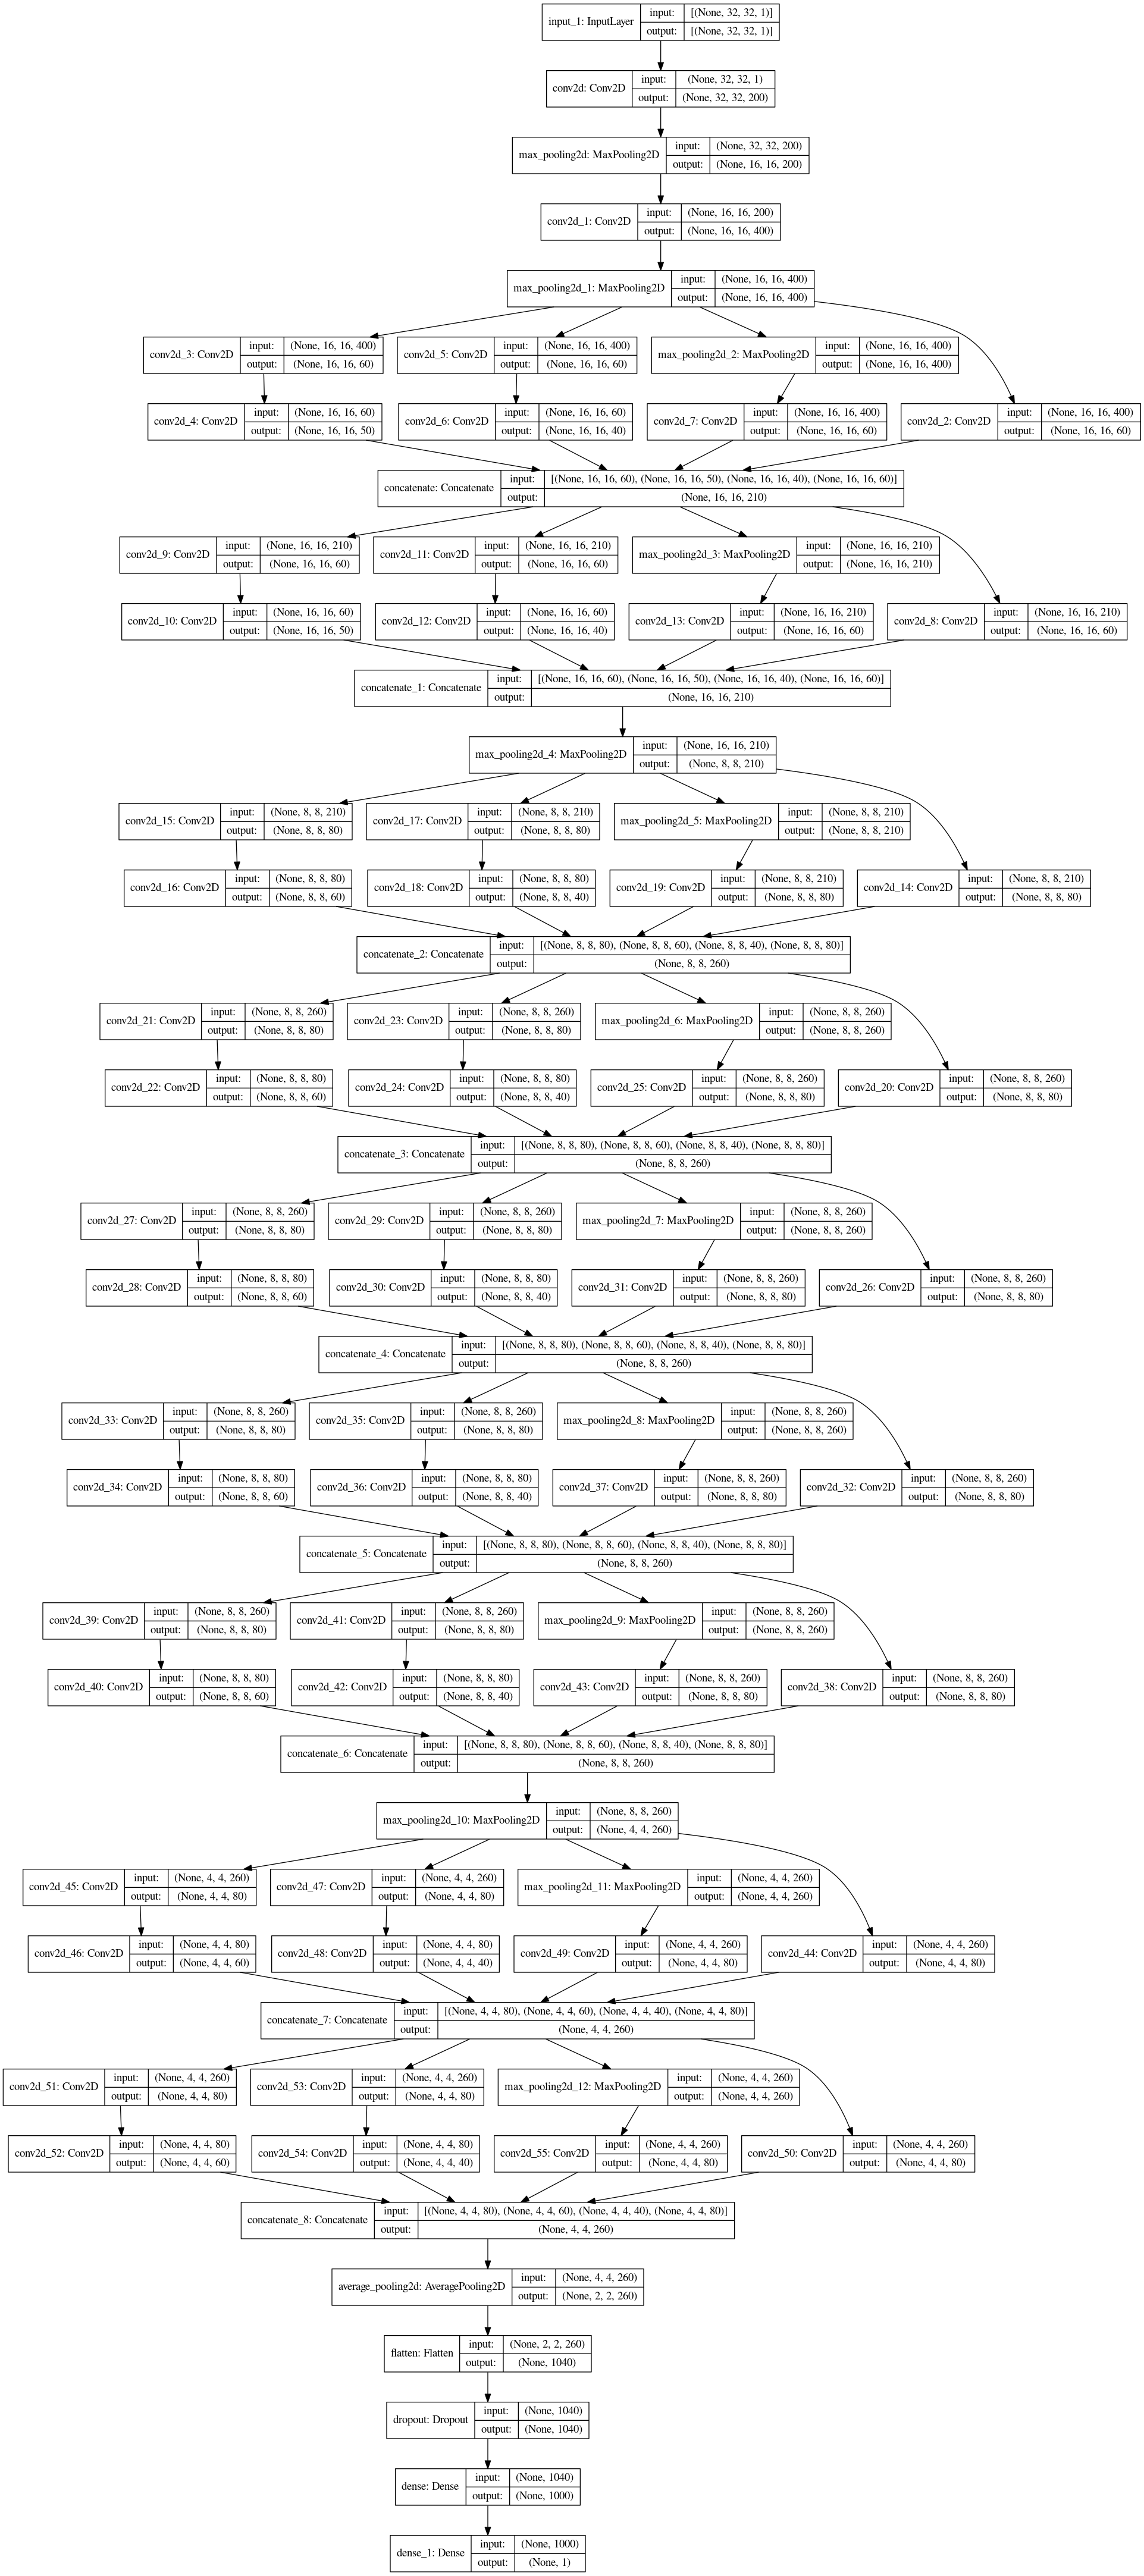 input_1: InputLayer
input: [(None, 32, 32, 1)]
output: [(None, 32, 32, 1)]
conv2d: Conv2D
input: (None, 32, 32, 1)
output: (None, 32, 32, 200)
max_pooling2d: MaxPooling2D
input: (None, 32, 32, 200)
output: (None, 16, 16, 200)
conv2d_1: Conv2D
input: (None, 16, 16, 200)
output: (None, 16, 16, 400)
max_pooling2d_1: MaxPooling2D
input: (None, 16, 16, 400)
output: (None, 16, 16, 400)
conv2d_3: Conv2D
input: (None, 16, 16, 400)
output: (None, 16, 16, 60)
conv2d_5: Conv2D
input: (None, 16, 16, 400)
output: (None, 16, 16, 60)
max_pooling2d_2: MaxPooling2D
input: (None, 16, 16, 400)
output: (None, 16, 16, 400)
conv2d_4: Conv2D
input: (None, 16, 16, 60)
output: (None, 16, 16, 50)
conv2d_6: Conv2D
input: (None, 16, 16, 60)
output: (None, 16, 16, 40)
conv2d_7: Conv2D
input: (None, 16, 16, 400)
output: (None, 16, 16, 60)
conv2d_2: Conv2D
input: (None, 16, 16, 400)
output: (None, 16, 16, 60)
concatenate: Concatenate
input: [(None, 16, 16, 60), (None, 16, 16, 50), (None, 16, 16, 40), (None, 16, 16, 60)]
output: (None, 16, 16, 210)
conv2d_9: Conv2D
input: (None, 16, 16, 210)
output: (None, 16, 16, 60)
conv2d_11: Conv2D
input: (None, 16, 16, 210)
output: (None, 16, 16, 60)
max_pooling2d_3: MaxPooling2D
input: (None, 16, 16, 210)
output: (None, 16, 16, 210)
conv2d_10: Conv2D
input: (None, 16, 16, 60)
output: (None, 16, 16, 50)
conv2d_12: Conv2D
input: (None, 16, 16, 60)
output: (None, 16, 16, 40)
conv2d_13: Conv2D
input: (None, 16, 16, 210)
output: (None, 16, 16, 60)
conv2d_8: Conv2D
input: (None, 16, 16, 210)
output: (None, 16, 16, 60)
concatenate_1: Concatenate
input: [(None, 16, 16, 60), (None, 16, 16, 50), (None, 16, 16, 40), (None, 16, 16, 60)]
output: (None, 16, 16, 210)
max_pooling2d_4: MaxPooling2D
input: (None, 16, 16, 210)
output: (None, 8, 8, 210)
conv2d_15: Conv2D
input: (None, 8, 8, 210)
output: (None, 8, 8, 80)
conv2d_17: Conv2D
input: (None, 8, 8, 210)
output: (None, 8, 8, 80)
max_pooling2d_5: MaxPooling2D
input: (None, 8, 8, 210)
output: (None, 8, 8, 210)
conv2d_16: Conv2D
input: (None, 8, 8, 80)
output: (None, 8, 8, 60)
conv2d_18: Conv2D
input: (None, 8, 8, 80)
output: (None, 8, 8, 40)
conv2d_19: Conv2D
input: (None, 8, 8, 210)
output: (None, 8, 8, 80)
conv2d_14: Conv2D
input: (None, 8, 8, 210)
output: (None, 8, 8, 80)
concatenate_2: Concatenate
input: [(None, 8, 8, 80), (None, 8, 8, 60), (None, 8, 8, 40), (None, 8, 8, 80)]
output: (None, 8, 8, 260)
conv2d_21: Conv2D
input: (None, 8, 8, 260)
output: (None, 8, 8, 80)
conv2d_23: Conv2D
input: (None, 8, 8, 260)
output: (None, 8, 8, 80)
max_pooling2d_6: MaxPooling2D
input: (None, 8, 8, 260)
output: (None, 8, 8, 260)
conv2d_22: Conv2D
input: (None, 8, 8, 80)
output: (None, 8, 8, 60)
conv2d_24: Conv2D
input: (None, 8, 8, 80)
output: (None, 8, 8, 40)
conv2d_25: Conv2D
input: (None, 8, 8, 260)
output: (None, 8, 8, 80)
conv2d_20: Conv2D
input: (None, 8, 8, 260)
output: (None, 8, 8, 80)
concatenate_3: Concatenate
input: [(None, 8, 8, 80), (None, 8, 8, 60), (None, 8, 8, 40), (None, 8, 8, 80)]
output: (None, 8, 8, 260)
conv2d_27: Conv2D
input: (None, 8, 8, 260)
output: (None, 8, 8, 80)
conv2d_29: Conv2D
input: (None, 8, 8, 260)
output: (None, 8, 8, 80)
max_pooling2d_7: MaxPooling2D
input: (None, 8, 8, 260)
output: (None, 8, 8, 260)
conv2d_28: Conv2D
input: (None, 8, 8, 80)
output: (None, 8, 8, 60)
conv2d_30: Conv2D
input: (None, 8, 8, 80)
output: (None, 8, 8, 40)
conv2d_31: Conv2D
input: (None, 8, 8, 260)
output: (None, 8, 8, 80)
conv2d_26: Conv2D
input: (None, 8, 8, 260)
output: (None, 8, 8, 80)
concatenate_4: Concatenate
input: [(None, 8, 8, 80), (None, 8, 8, 60), (None, 8, 8, 40), (None, 8, 8, 80)]
output: (None, 8, 8, 260)
conv2d_33: Conv2D
input: (None, 8, 8, 260)
output: (None, 8, 8, 80)
conv2d_35: Conv2D
input: (None, 8, 8, 260)
output: (None, 8, 8, 80)
max_pooling2d_8: MaxPooling2D
input: (None, 8, 8, 260)
output: (None, 8, 8, 260)
conv2d_34: Conv2D
input: (None, 8, 8, 80)
output: (None, 8, 8, 60)
conv2d_36: Conv2D
input: (None, 8, 8, 80)
output: (None, 8, 8, 40)
conv2d_37: Conv2D
input: (None, 8, 8, 260)
output: (None, 8, 8, 80)
conv2d_32: Conv2D
input: (None, 8, 8, 260)
output: (None, 8, 8, 80)
concatenate_5: Concatenate
input: [(None, 8, 8, 80), (None, 8, 8, 60), (None, 8, 8, 40), (None, 8, 8, 80)]
output: (None, 8, 8, 260)
conv2d_39: Conv2D
input: (None, 8, 8, 260)
output: (None, 8, 8, 80)
conv2d_41: Conv2D
input: (None, 8, 8, 260)
output: (None, 8, 8, 80)
max_pooling2d_9: MaxPooling2D
input: (None, 8, 8, 260)
output: (None, 8, 8, 260)
conv2d_40: Conv2D
input: (None, 8, 8, 80)
output: (None, 8, 8, 60)
conv2d_42: Conv2D
input: (None, 8, 8, 80)
output: (None, 8, 8, 40)
conv2d_43: Conv2D
input: (None, 8, 8, 260)
output: (None, 8, 8, 80)
conv2d_38: Conv2D
input: (None, 8, 8, 260)
output: (None, 8, 8, 80)
concatenate_6: Concatenate
input: [(None, 8, 8, 80), (None, 8, 8, 60), (None, 8, 8, 40), (None, 8, 8, 80)]
output: (None, 8, 8, 260)
max_pooling2d_10: MaxPooling2D
input: (None, 8, 8, 260)
output: (None, 4, 4, 260)
conv2d_45: Conv2D
input: (None, 4, 4, 260)
output: (None, 4, 4, 80)
conv2d_47: Conv2D
input: (None, 4, 4, 260)
output: (None, 4, 4, 80)
max_pooling2d_11: MaxPooling2D
input: (None, 4, 4, 260)
output: (None, 4, 4, 260)
conv2d_46: Conv2D
input: (None, 4, 4, 80)
output: (None, 4, 4, 60)
conv2d_48: Conv2D
input: (None, 4, 4, 80)
output: (None, 4, 4, 40)
conv2d_49: Conv2D
input: (None, 4, 4, 260)
output: (None, 4, 4, 80)
conv2d_44: Conv2D
input: (None, 4, 4, 260)
output: (None, 4, 4, 80)
concatenate_7: Concatenate
input: [(None, 4, 4, 80), (None, 4, 4, 60), (None, 4, 4, 40), (None, 4, 4, 80)]
output: (None, 4, 4, 260)
conv2d_51: Conv2D
input: (None, 4, 4, 260)
output: (None, 4, 4, 80)
conv2d_53: Conv2D
input: (None, 4, 4, 260)
output: (None, 4, 4, 80)
max_pooling2d_12: MaxPooling2D
input: (None, 4, 4, 260)
output: (None, 4, 4, 260)
conv2d_52: Conv2D
input: (None, 4, 4, 80)
output: (None, 4, 4, 60)
conv2d_54: Conv2D
input: (None, 4, 4, 80)
output: (None, 4, 4, 40)
conv2d_55: Conv2D
input: (None, 4, 4, 260)
output: (None, 4, 4, 80)
conv2d_50: Conv2D
input: (None, 4, 4, 260)
output: (None, 4, 4, 80)
concatenate_8: Concatenate
input: [(None, 4, 4, 80), (None, 4, 4, 60), (None, 4, 4, 40), (None, 4, 4, 80)]
output: (None, 4, 4, 260)
average_pooling2d: AveragePooling2D
input: (None, 4, 4, 260)
output: (None, 2, 2, 260)
flatten: Flatten
input: (None, 2, 2, 260)
output: (None, 1040)
dropout: Dropout
input: (None, 1040)
output: (None, 1040)
dense: Dense
input: (None, 1040)
output: (None, 1000)
dense_1: Dense
input: (None, 1000)
output: (None, 1)